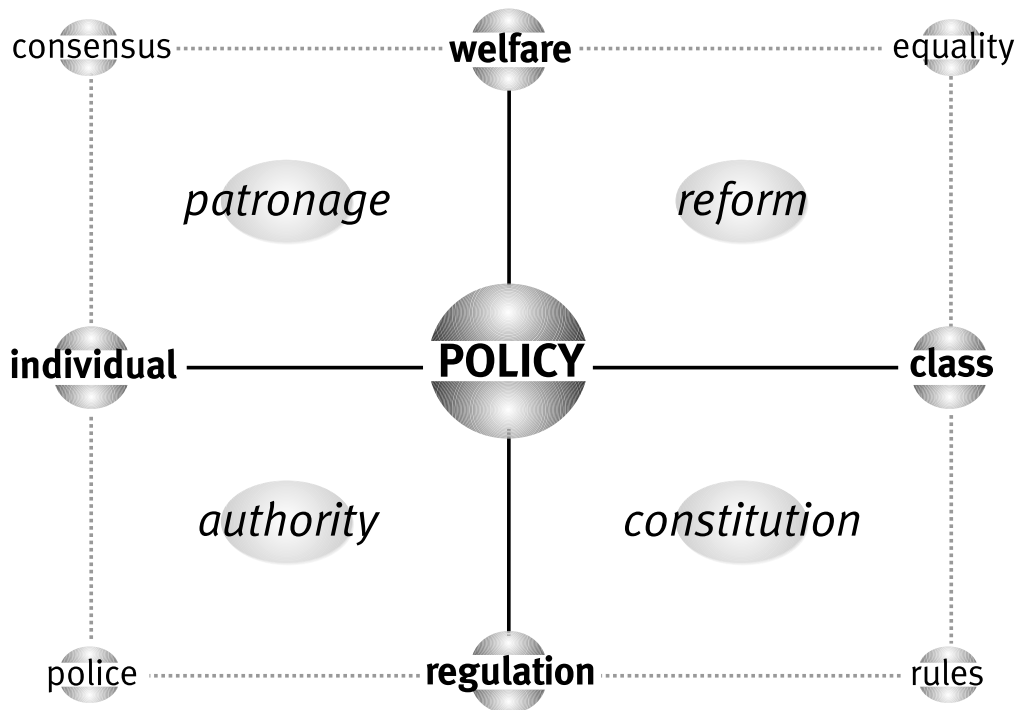 consensus
welfare
equality
patronage
reform
individual
POLICY
class
authority
constitution
police
regulation
rules